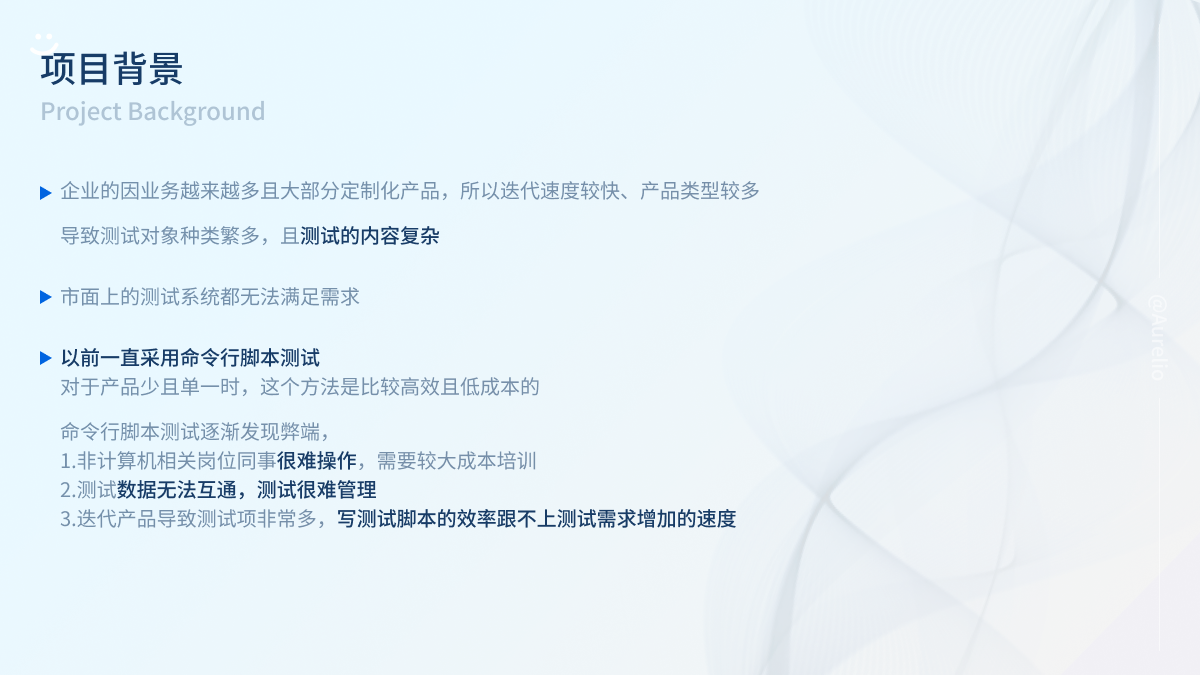 项目背景
Project Background
企业的因业务越来越多且大部分定制化产品，所以迭代速度较快、产品类型较多
导致测试对象种类繁多，且测试的内容复杂
市面上的测试系统都无法满足需求
以前一直采用命令行脚本测试
对于产品少且单一时，这个方法是比较高效且低成本的
命令行脚本测试逐渐发现弊端，
1.非计算机相关岗位同事很难操作，需要较大成本培训
2.测试数据无法互通，测试很难管理
3.迭代产品导致测试项非常多，写测试脚本的效率跟不上测试需求增加的速度
@Aurelio